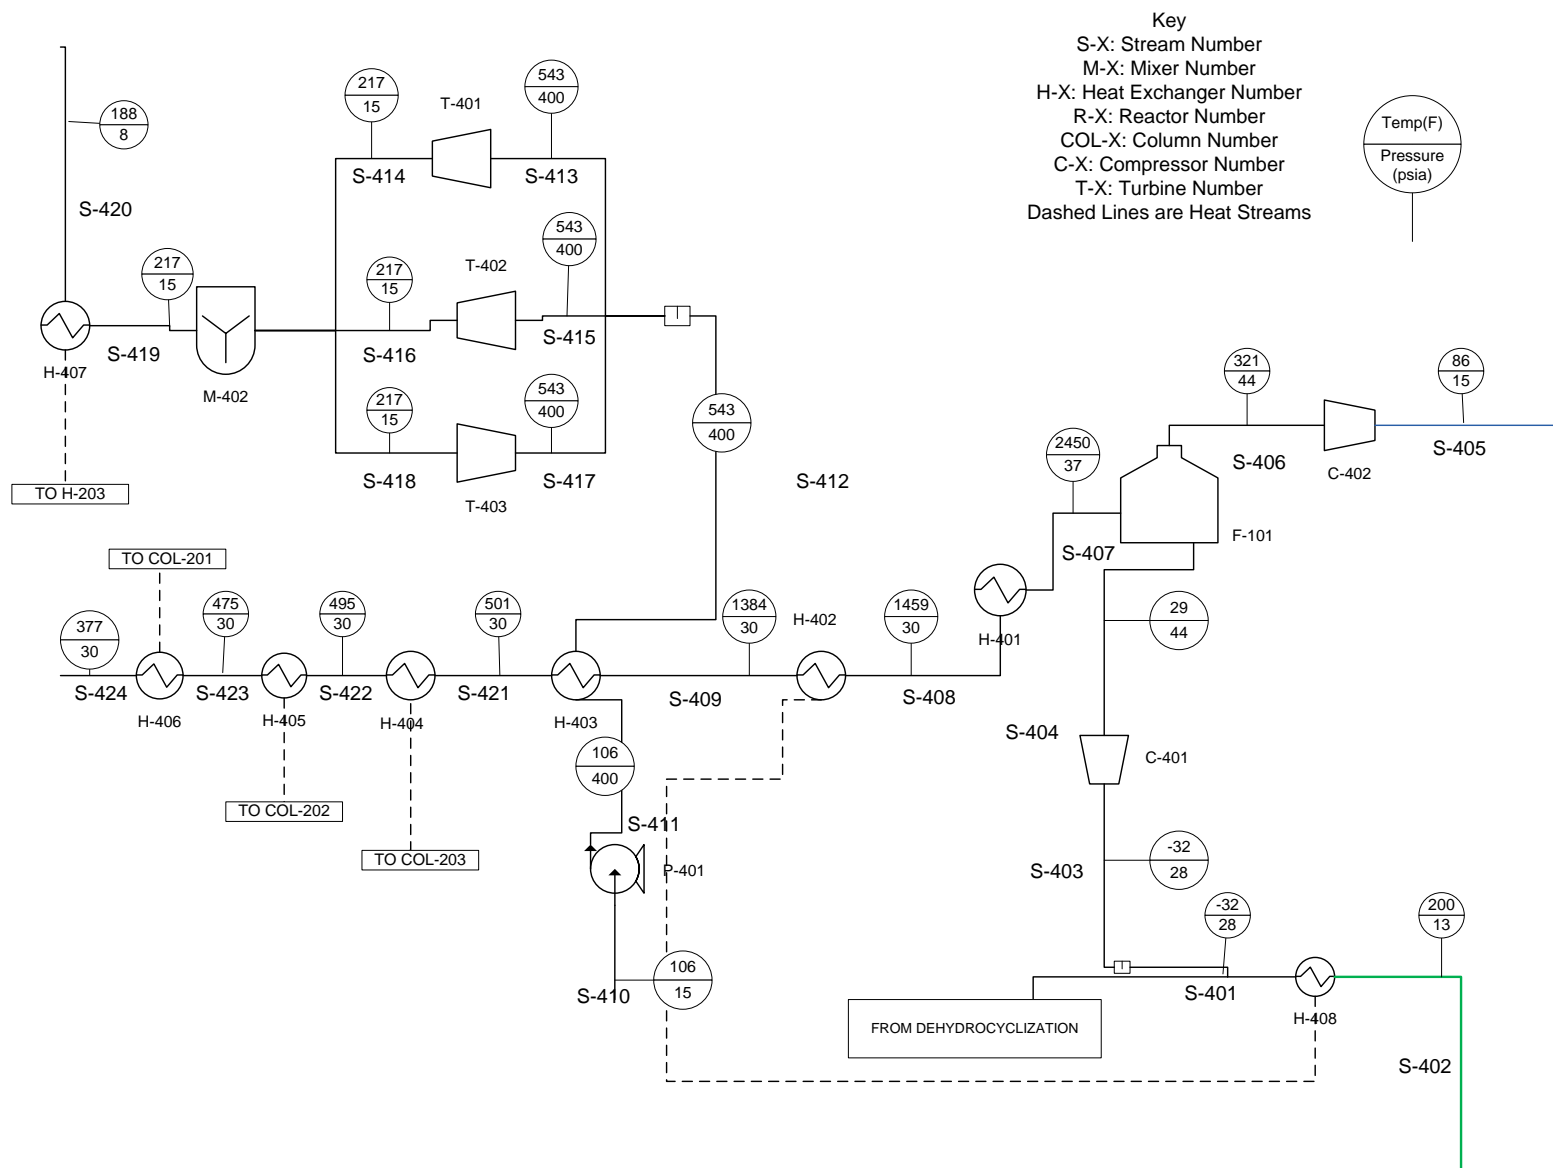 Key
S-X: Stream Number
M-X: Mixer Number
H-X: Heat Exchanger Number
R-X: Reactor Number
COL-X: Column Number
C-X: Compressor Number
T-X: Turbine Number
Dashed Lines are Heat Streams
Temp(F)
Pressure
(psia)
188
8
S-420
217
15
S-414
T-401
543
400
S-413
217
15
S-419
H-407
TO H-203
M-402
217
15
S-416
T-402
543
400
S-415
217
15
S-418
T-403
543
400
S-417
543
400
S-412
321
44
S-406
C-402
86
15
S-405
2450
37
S-407
F-101
H-401
TO COL-201
377
30
S-424
H-406
475
30
S-423
H-405
495
30
S-422
H-404
501
30
S-421
H-403
1384
30
S-409
H-402
1459
30
S-408
29
44
S-404
C-401
TO COL-202
TO COL-203
106
400
S-411
P-401
106
15
S-410
-32
28
S-403
-32
28
S-401
200
13
H-408
S-402
FROM DEHYDROCYCLIZATION